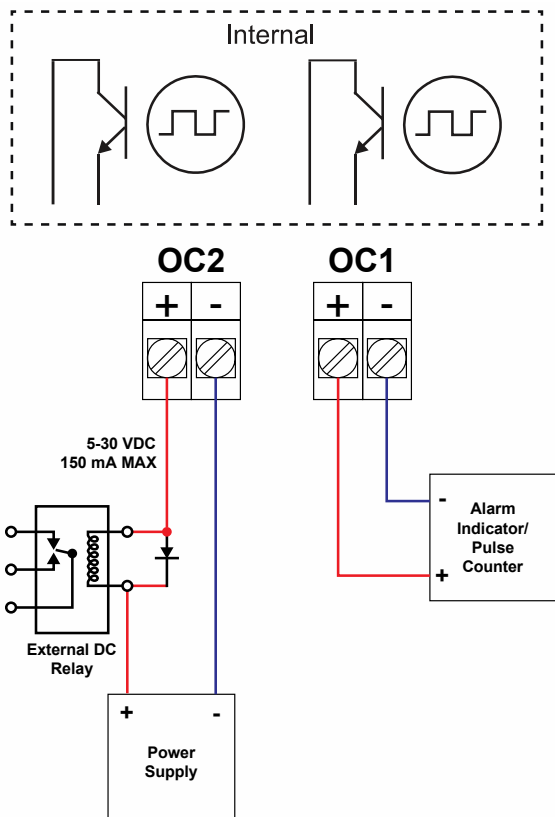 Internal
OC2
OC1
+ -
+ -
5-30 VDC
150 mA MAX
-
Alarm
Indicator/
Pulse
Counter
+
External DC
Relay
+ -
Power
Supply